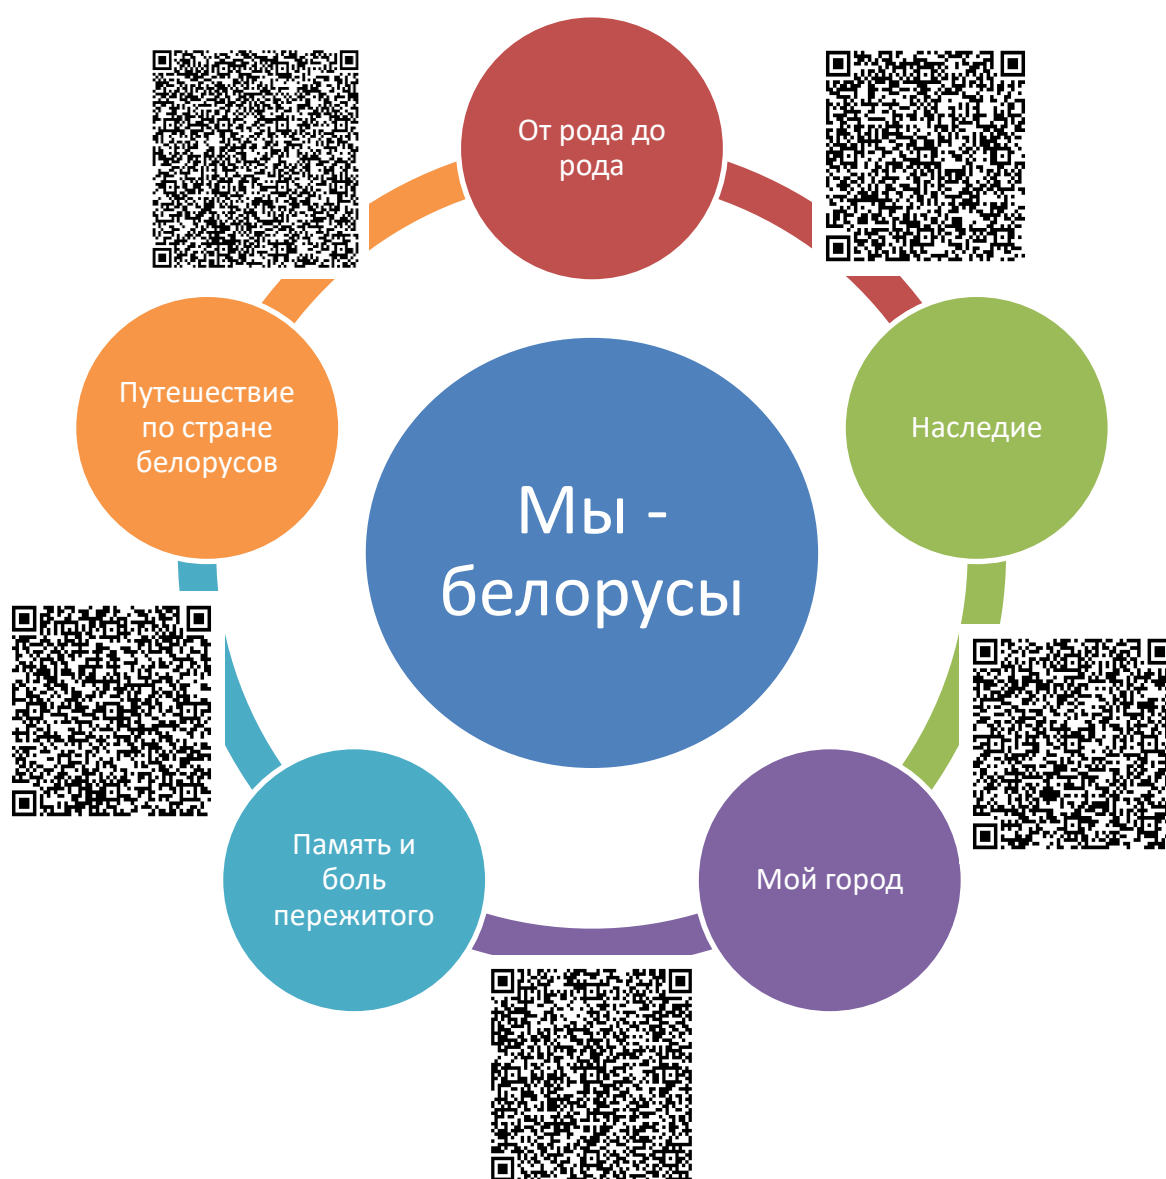 От рода до
рода
Путешествие
по стране
белорусов
Наследие
Мы -
белорусы
Память и
боль
пережитого
Мой город